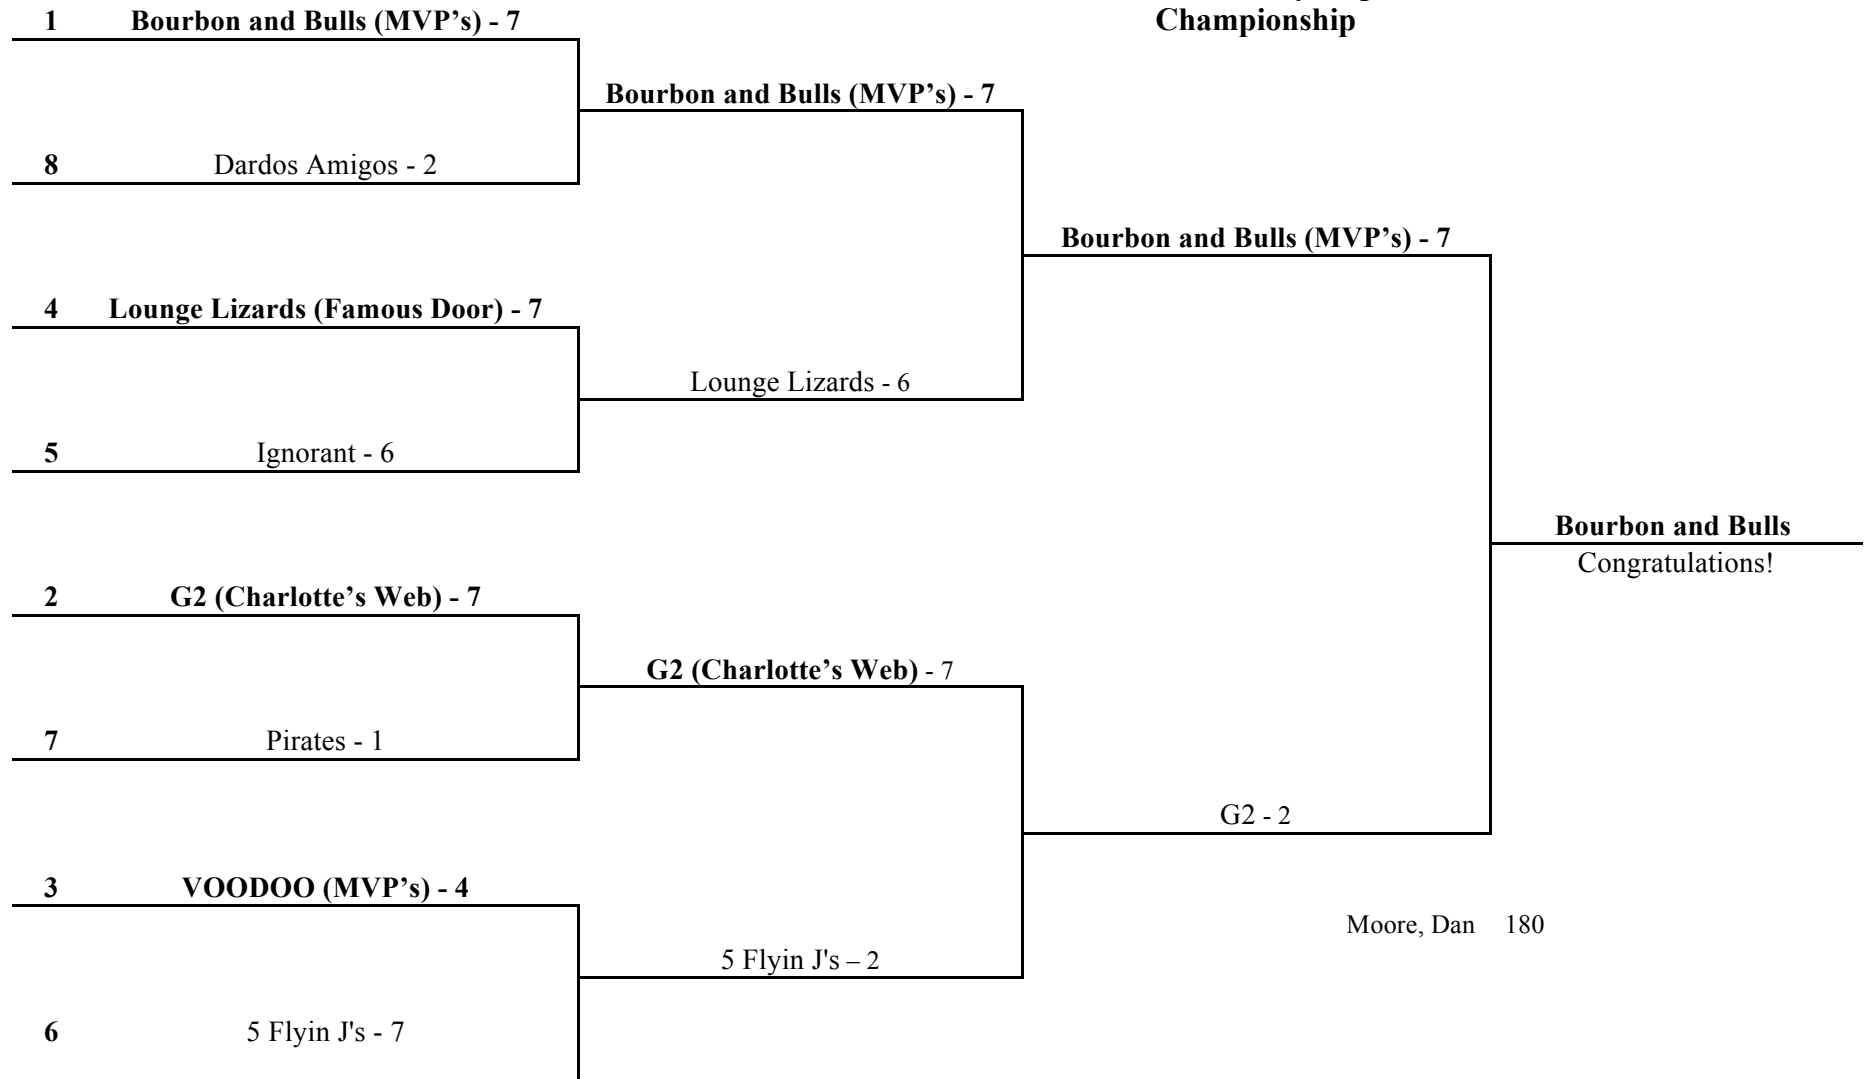 Championship
1 Bourbon and Bulls (MVP’s) - 7
Bourbon and Bulls (MVP’s) - 7
8 Dardos Amigos - 2
Bourbon and Bulls (MVP’s) - 7
4 Lounge Lizards (Famous Door) - 7
Lounge Lizards - 6
5 Ignorant - 6
Bourbon and Bulls
Congratulations!
2 G2 (Charlotte’s Web) - 7
G2 (Charlotte’s Web) - 7
7 Pirates - 1
G2 - 2
3 VOODOO (MVP’s) - 4
Moore, Dan 180
5 Flyin J's – 2
6 5 Flyin J's - 7